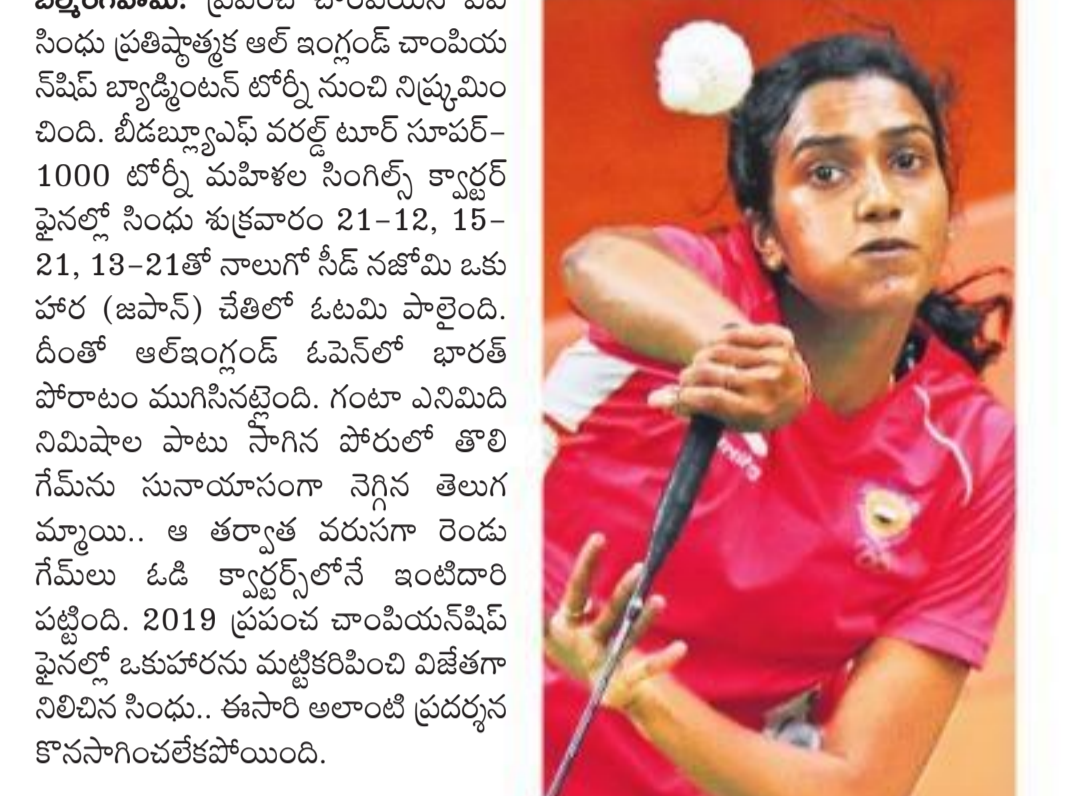 సింధు ప్రతిష్ఠాత్మక ఆల్ ఇంగ్లండ్ చాంపియ
న్‌షిప్ బ్యాడ్మింటన్ టోర్నీ నుంచి నిష్క్రమిం
చింది. బీడబ్ల్యూఎఫ్ వరల్డ్ టూర్ సూపర్–
1000 టోర్నీ మహిళల సింగిల్స్ క్వార్టర్
ఫైనల్లో సింధు శుక్రవారం 21–12, 15–
21, 13–21తో నాలుగో సీడ్ నజోమి ఒకు
హార (జపాన్) చేతిలో ఓటమి పాలైంది.
దీంతో ఆల్ఇంగ్లండ్ ఓపెన్‌లో భారత్
పోరాటం ముగిసినట్లైంది. గంటా ఎనిమిది
నిమిషాల పాటు సాగిన పోరులో తొలి
గేమ్‌ను సునాయాసంగా నెగ్గిన తెలుగ
మ్మాయి.. ఆ తర్వాత వరుసగా రెండు
గేమ్‌లు ఓడి క్వార్టర్స్‌లోనే ఇంటిదారి
పట్టింది. 2019 ప్రపంచ చాంపియన్‌షిప్
ఫైనల్లో ఒకుహారను మట్టికరిపించి విజేతగా
నిలిచిన సింధు.. ఈసారి అలాంటి ప్రదర్శన
కొనసాగించలేకపోయింది.